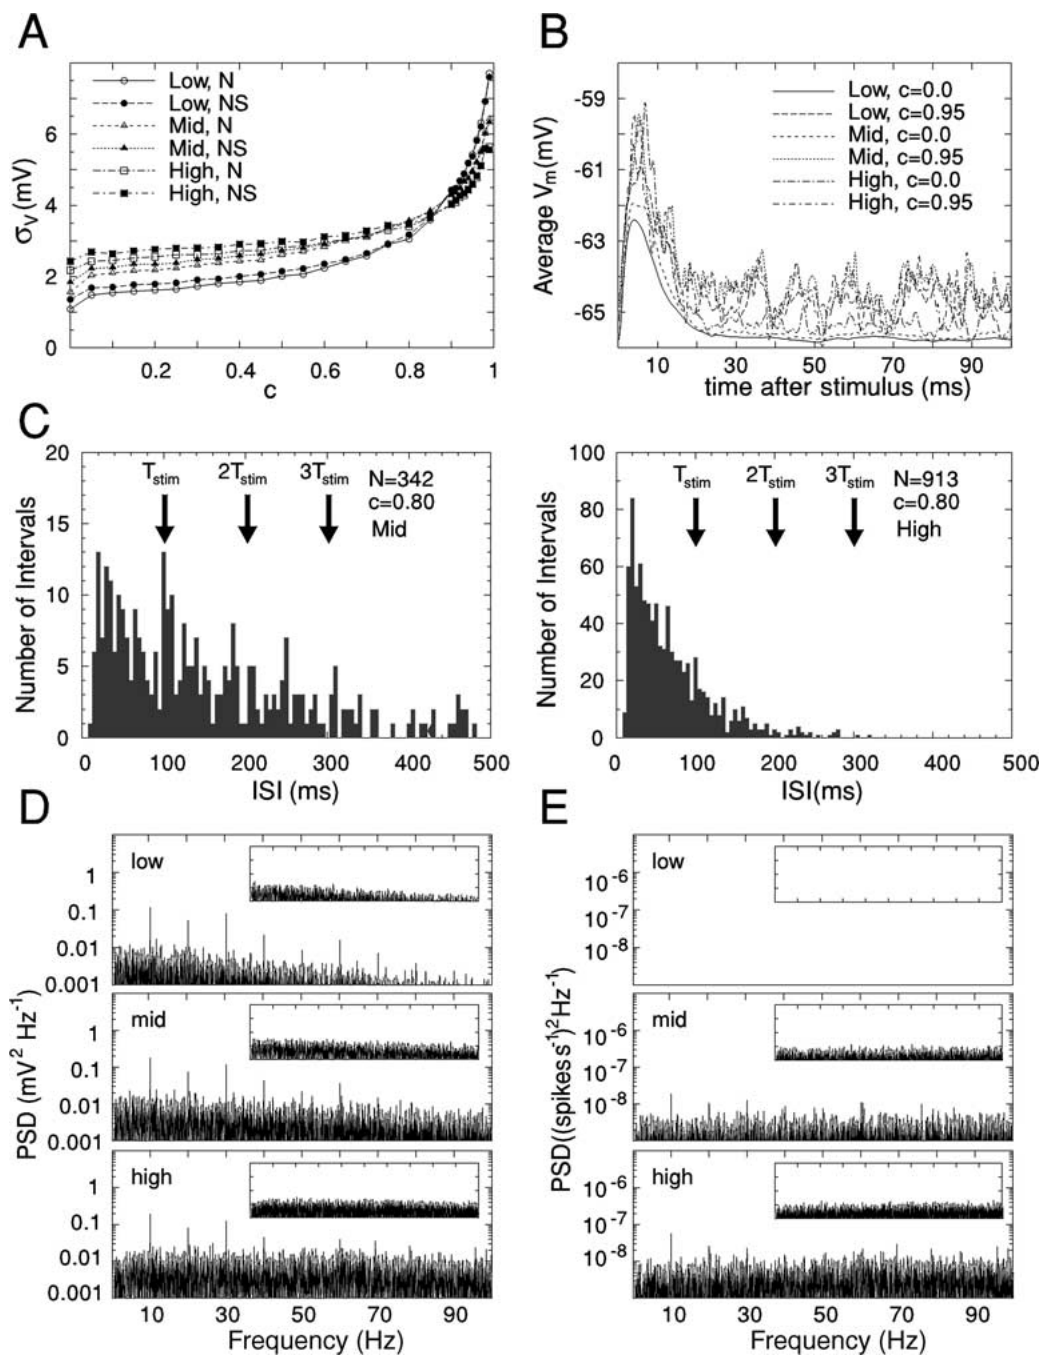 A
Low, N
Low, NS
Mid, N
Mid, NS
High, N
High, NS
6
4
2
0
σV (mV)
0.2
0.4
0.6
0.8
1
c
B
Low, c=0.0
Low, c=0.95
Mid, c=0.0
Mid, c=0.95
High, c=0.0
High, c=0.95
-59
-61
-63
-65
Average Vm(mV)
10
30
50
70
90
time after stimulus (ms)
C
20
15
10
5
0
Number of Intervals
Tstim
2Tstim
3Tstim
N=342
c=0.80
Mid
0
100
200
300
400
500
ISI (ms)
100
80
60
40
20
0
Number of Intervals
Tstim
2Tstim
3Tstim
N=913
c=0.80
High
0
100
200
300
400
500
ISI(ms)
D
low
1
0.1
0.01
0.001
mid
1
0.1
0.01
0.001
high
1
0.1
0.01
0.001
PSD (mV² Hz⁻¹)
10
30
50
70
90
Frequency (Hz)
E
low
10⁻⁶
10⁻⁷
10⁻⁸
mid
10⁻⁶
10⁻⁷
10⁻⁸
high
10⁻⁶
10⁻⁷
10⁻⁸
PSD((spikes s⁻¹)² Hz⁻¹)
10
30
50
70
90
Frequency (Hz)